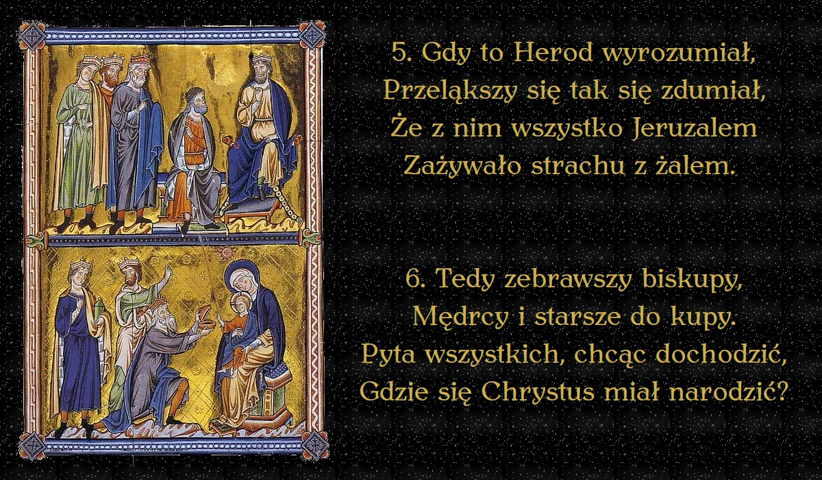 5. Gdy to Herod wyrozumiał,
Przeląkszy się tak się zdumiał,
Że z nim wszystko Jeruzalem
Zażywało strachu z żalem.
6. Tedy zebrawszy biskupy,
Mędrcy i starsze do kupy.
Pyta wszystkich, chcąc dochodzić,
Gdzie się Chrystus miał narodzić?